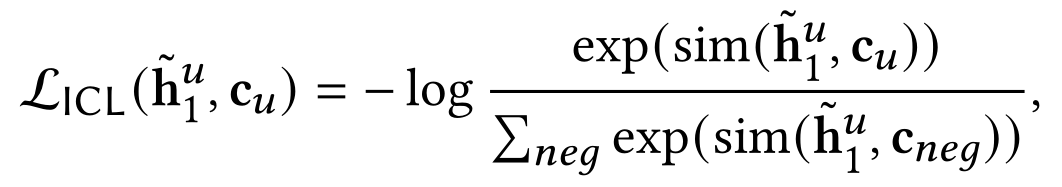 $\mathcal{L}_{\mathsf{ICL}}(\tilde{\mathbf{h}}_1^u, \mathbf{c}_u) = -\log \frac{\exp(\mathrm{sim}(\tilde{\mathbf{h}}_1^u, \mathbf{c}_u))}{\sum_{neg} \exp(\mathrm{sim}(\tilde{\mathbf{h}}_1^u, \mathbf{c}_{neg}))},$